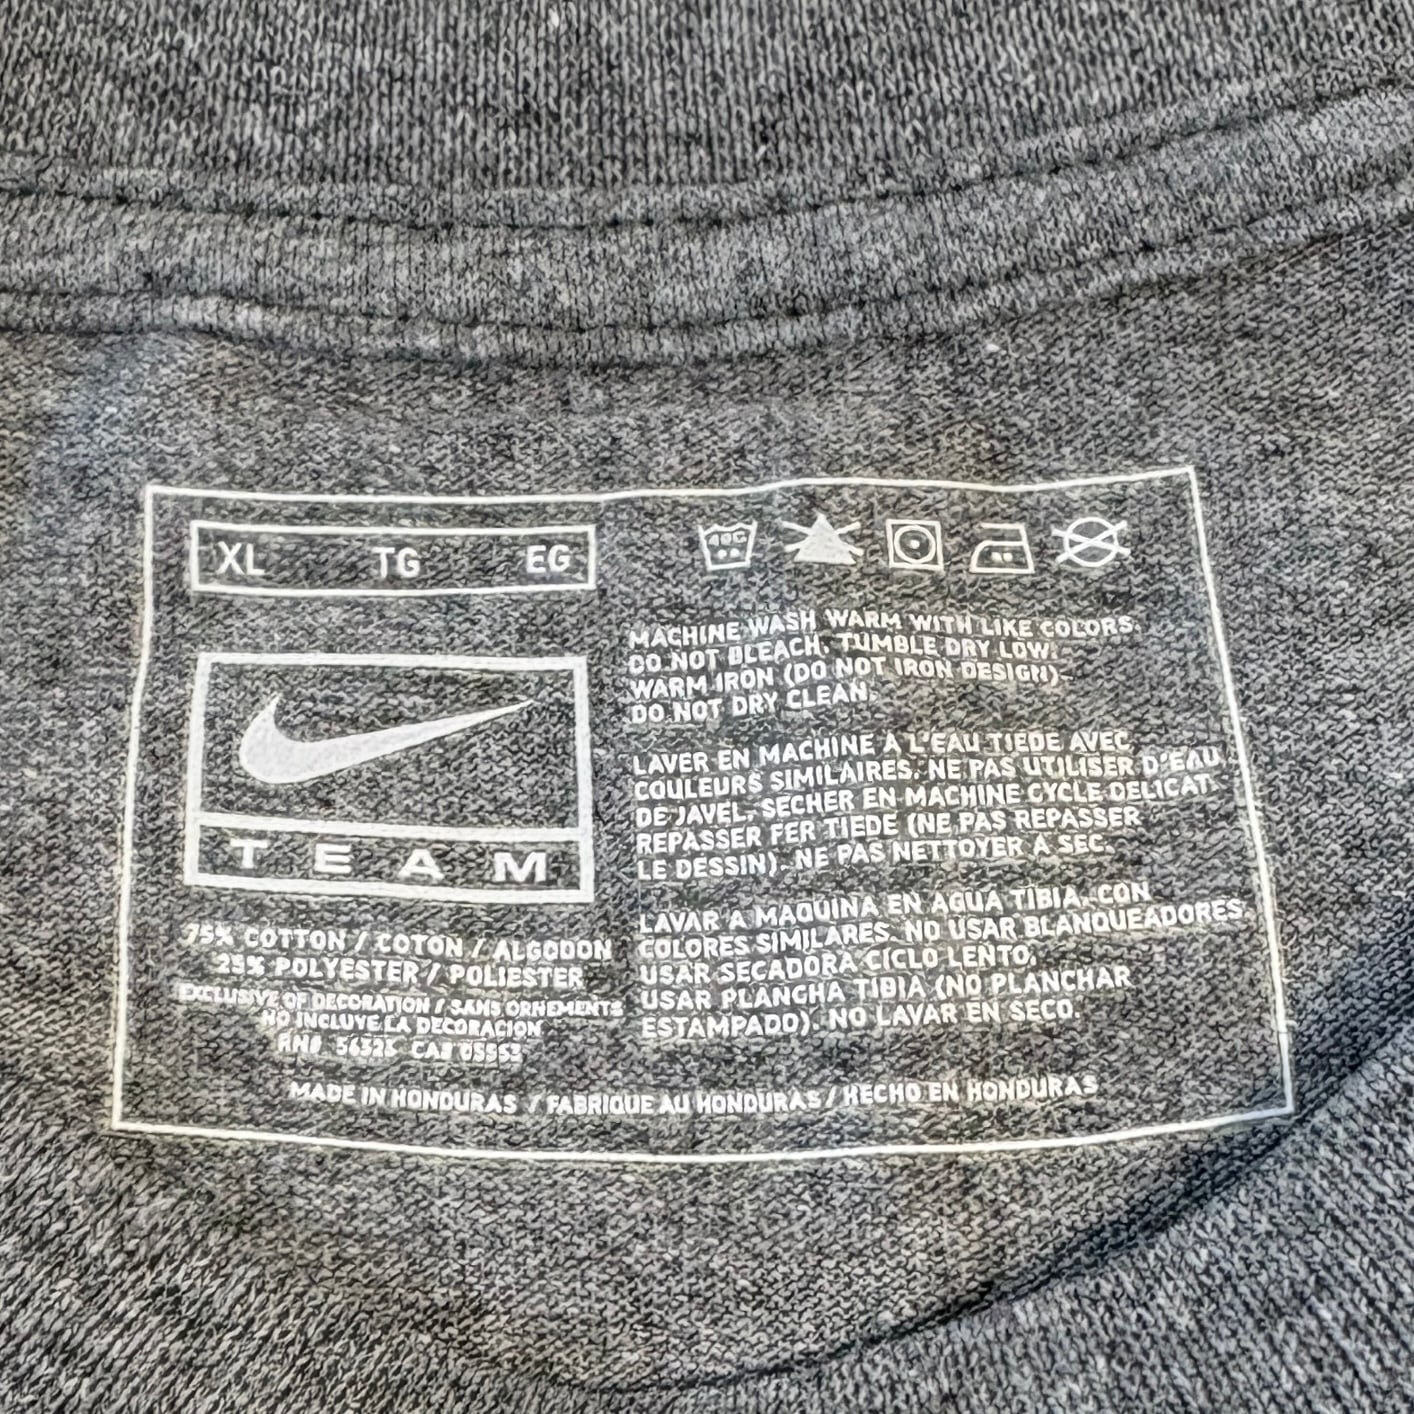 XL TG EG
TEAM
75% COTTON / COTON / ALGODON
25% POLYESTER / POLIESTER
EXCLUSIVE OF DECORATION / SANS ORNEMENTS
NO INCLUYE LA DECORACION
RN# 56323 CA# 05553
40C
MACHINE WASH WARM WITH LIKE COLORS.
DO NOT BLEACH. TUMBLE DRY LOW.
WARM IRON (DO NOT IRON DESIGN).
DO NOT DRY CLEAN.
LAVER EN MACHINE A L'EAU TIEDE AVEC
COULEURS SIMILAIRES. NE PAS UTILISER D'EAU
DE JAVEL. SECHER EN MACHINE CYCLE DELICAT.
REPASSER FER TIEDE (NE PAS REPASSER
LE DESSIN). NE PAS NETTOYER A SEC.
LAVAR A MAQUINA EN AGUA TIBIA. CON
COLORES SIMILARES. NO USAR BLANQUEADORES.
USAR SECADORA CICLO LENTO.
USAR PLANCHA TIBIA (NO PLANCHAR
ESTAMPADO). NO LAVAR EN SECO.
MADE IN HONDURAS / FABRIQUE AU HONDURAS / HECHO EN HONDURAS